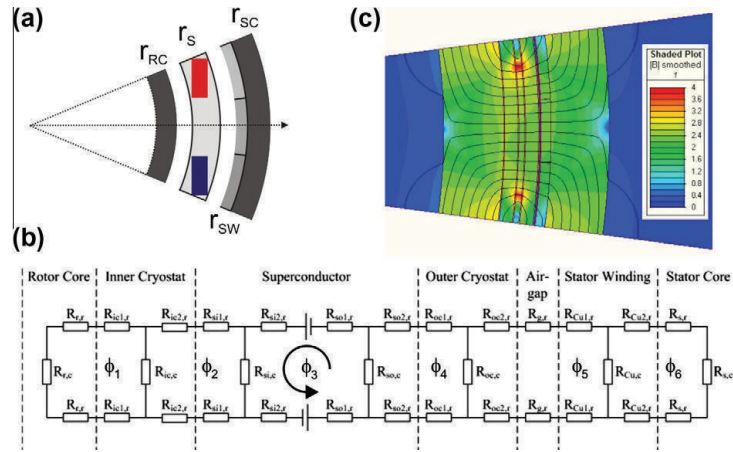 (a)
r_RC
r_S
r_SC
r_SW
(c)
Shaded Plot
|B| smoothed
4
3.6
3.2
2.8
2.4
2
1.6
1.2
0.8
0.4
0
(b)
Rotor Core Inner Cryostat Superconductor Outer Cryostat Air-gap Stator Winding Stator Core
R_r,r R_ic1,r R_ic2,r R_si1,r R_si2,r R_so1,r R_so2,r R_oc1,r R_oc2,r R_g,r R_Cu1,r R_Cu2,r R_s,r
R_r,c ϕ_1 R_ic,c ϕ_2 R_si,c ϕ_3 R_so,c ϕ_4 R_oc,c ϕ_5 R_Cu,c ϕ_6 R_s,c
R_r,r R_ic1,r R_ic2,r R_si1,r R_si2,r R_so1,r R_so2,r R_oc1,r R_oc2,r R_g,r R_Cu1,r R_Cu2,r R_s,r